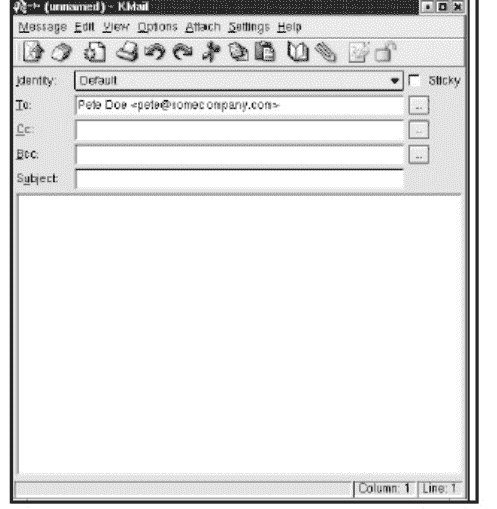 (unnamed) - KMail
Message Edit View Options Attach Settings Help
Identity: Default Sticky
To: Pete Doe <pete@somecompany.com>
Cc: ...
Bcc: ...
Subject:
Column: 1 Line: 1